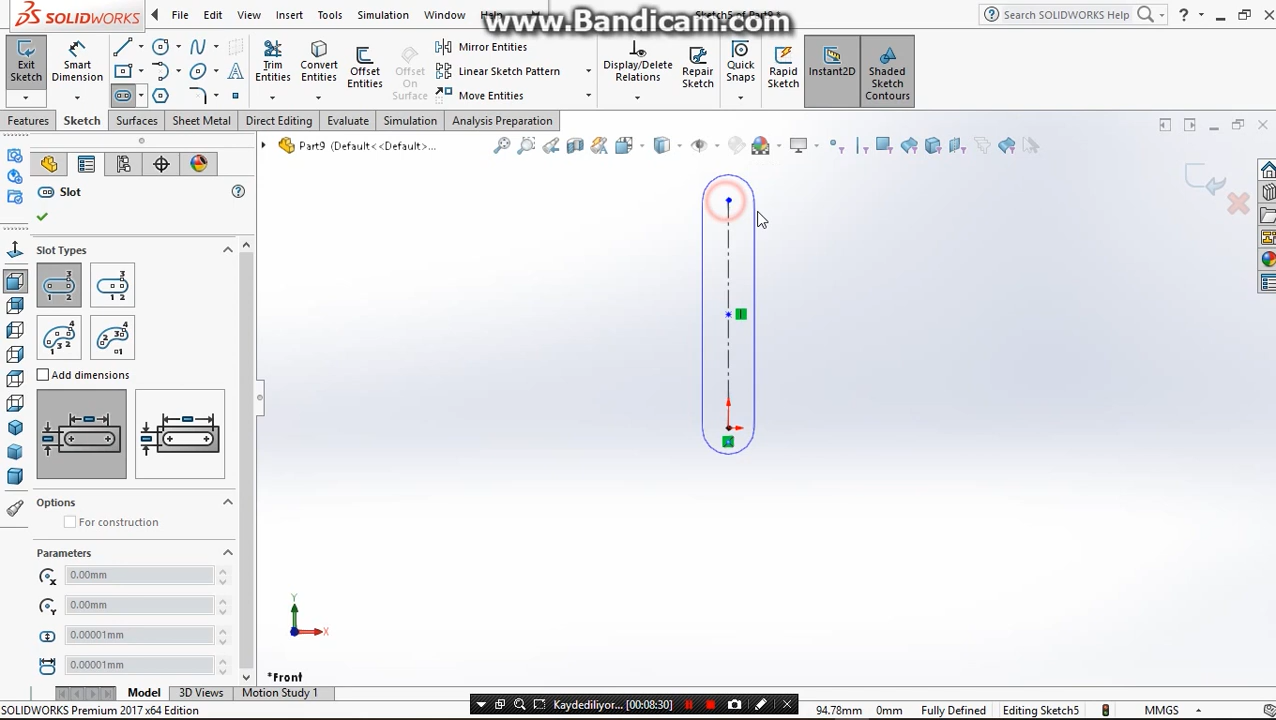 SOLIDWORKS
File Edit View Insert Tools Simulation Window Help
Sketch5 of Part9 *
www.Bandicam.com
Search SOLIDWORKS Help
Exit Sketch
Smart Dimension
Trim Entities
Convert Entities
Offset Entities
Offset On Surface
Mirror Entities
Linear Sketch Pattern
Move Entities
Display/Delete Relations
Repair Sketch
Quick Snaps
Rapid Sketch
Instant2D
Shaded Sketch Contours
Features Sketch Surfaces Sheet Metal Direct Editing Evaluate Simulation Analysis Preparation
Part9 (Default<<Default>...
Slot
Slot Types
Add dimensions
Options
For construction
Parameters
0.00mm
0.00mm
0.00001mm
0.00001mm
Y
X
*Front
Model 3D Views Motion Study 1
Kaydediliyor... [00:08:30]
SOLIDWORKS Premium 2017 x64 Edition
94.78mm 0mm Fully Defined Editing Sketch5 MMGS